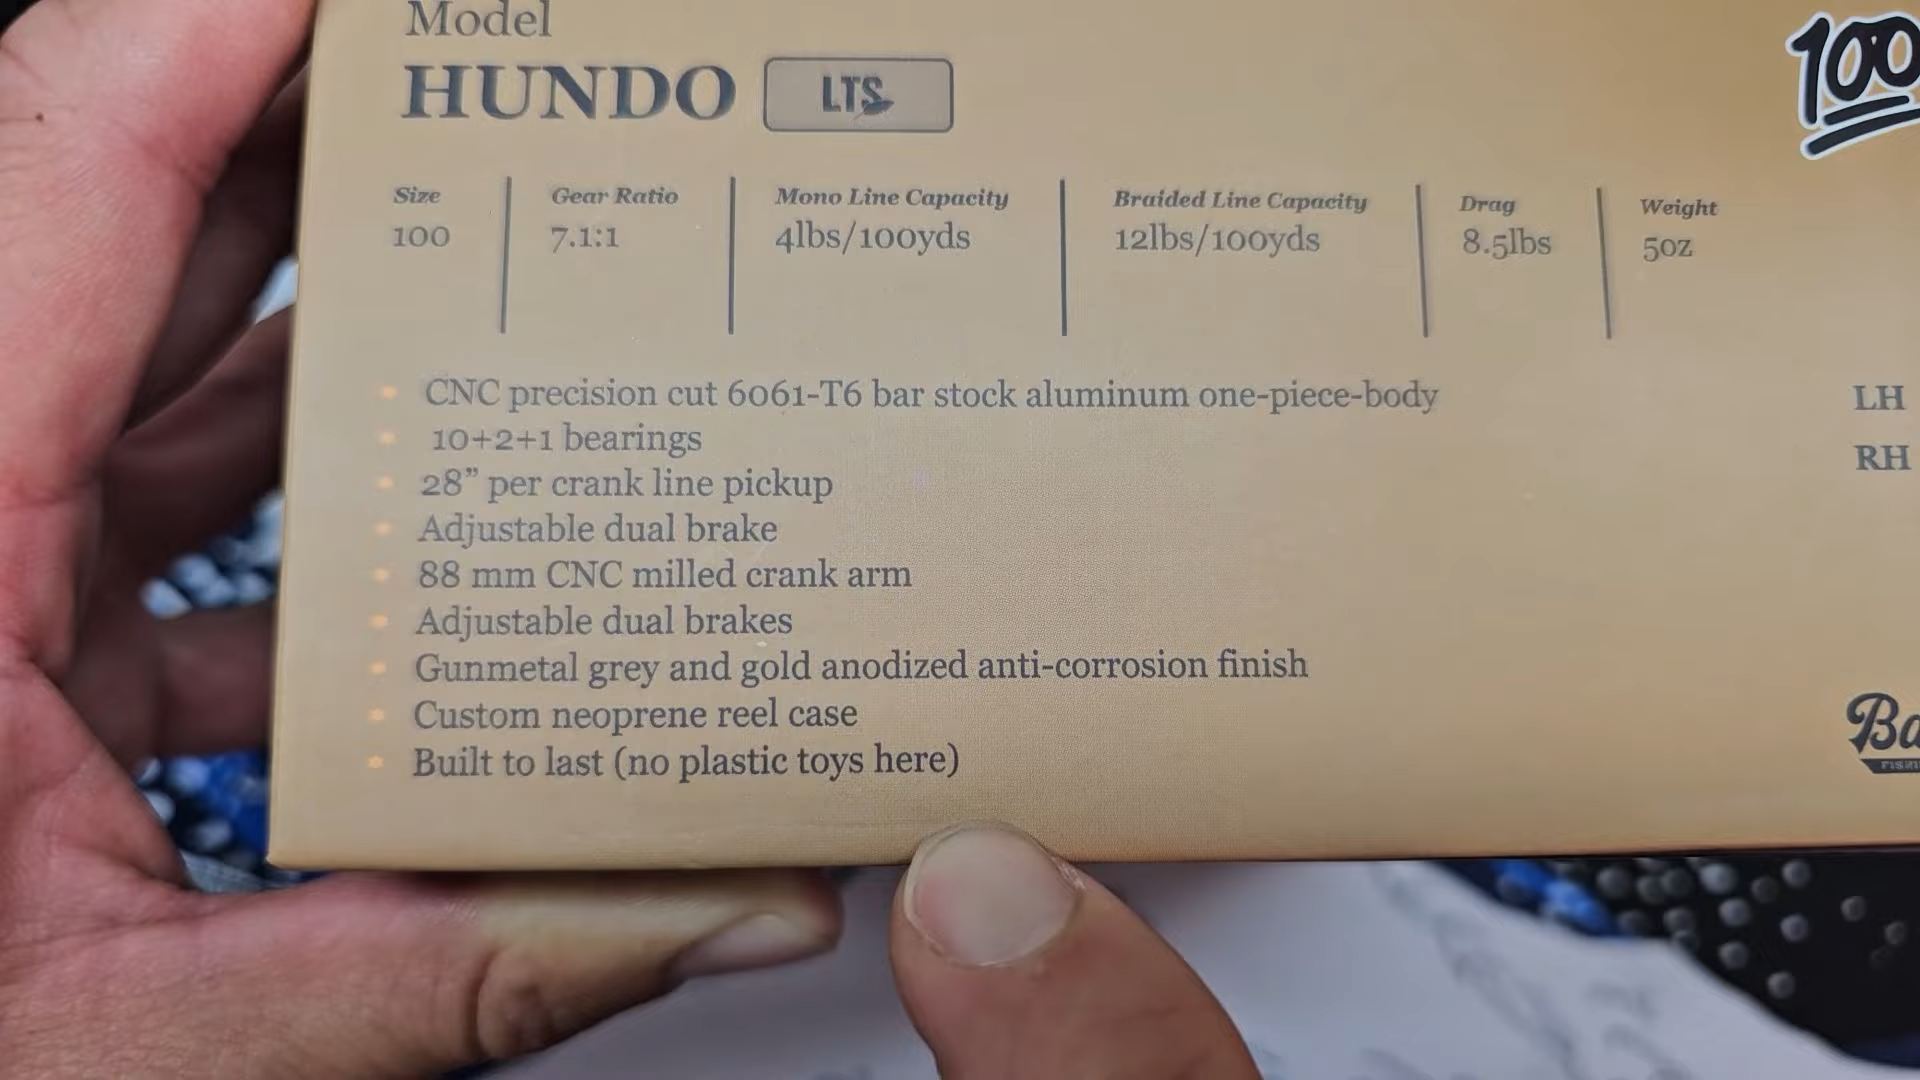 Model
HUNDO LTS
100
Size Gear Ratio Mono Line Capacity Braided Line Capacity Drag Weight
100 7.1:1 4lbs/100yds 12lbs/100yds 8.5lbs 5oz
CNC precision cut 6061-T6 bar stock aluminum one-piece-body
10+2+1 bearings
28” per crank line pickup
Adjustable dual brake
88 mm CNC milled crank arm
Adjustable dual brakes
Gunmetal grey and gold anodized anti-corrosion finish
Custom neoprene reel case
Built to last (no plastic toys here)
LH
RH